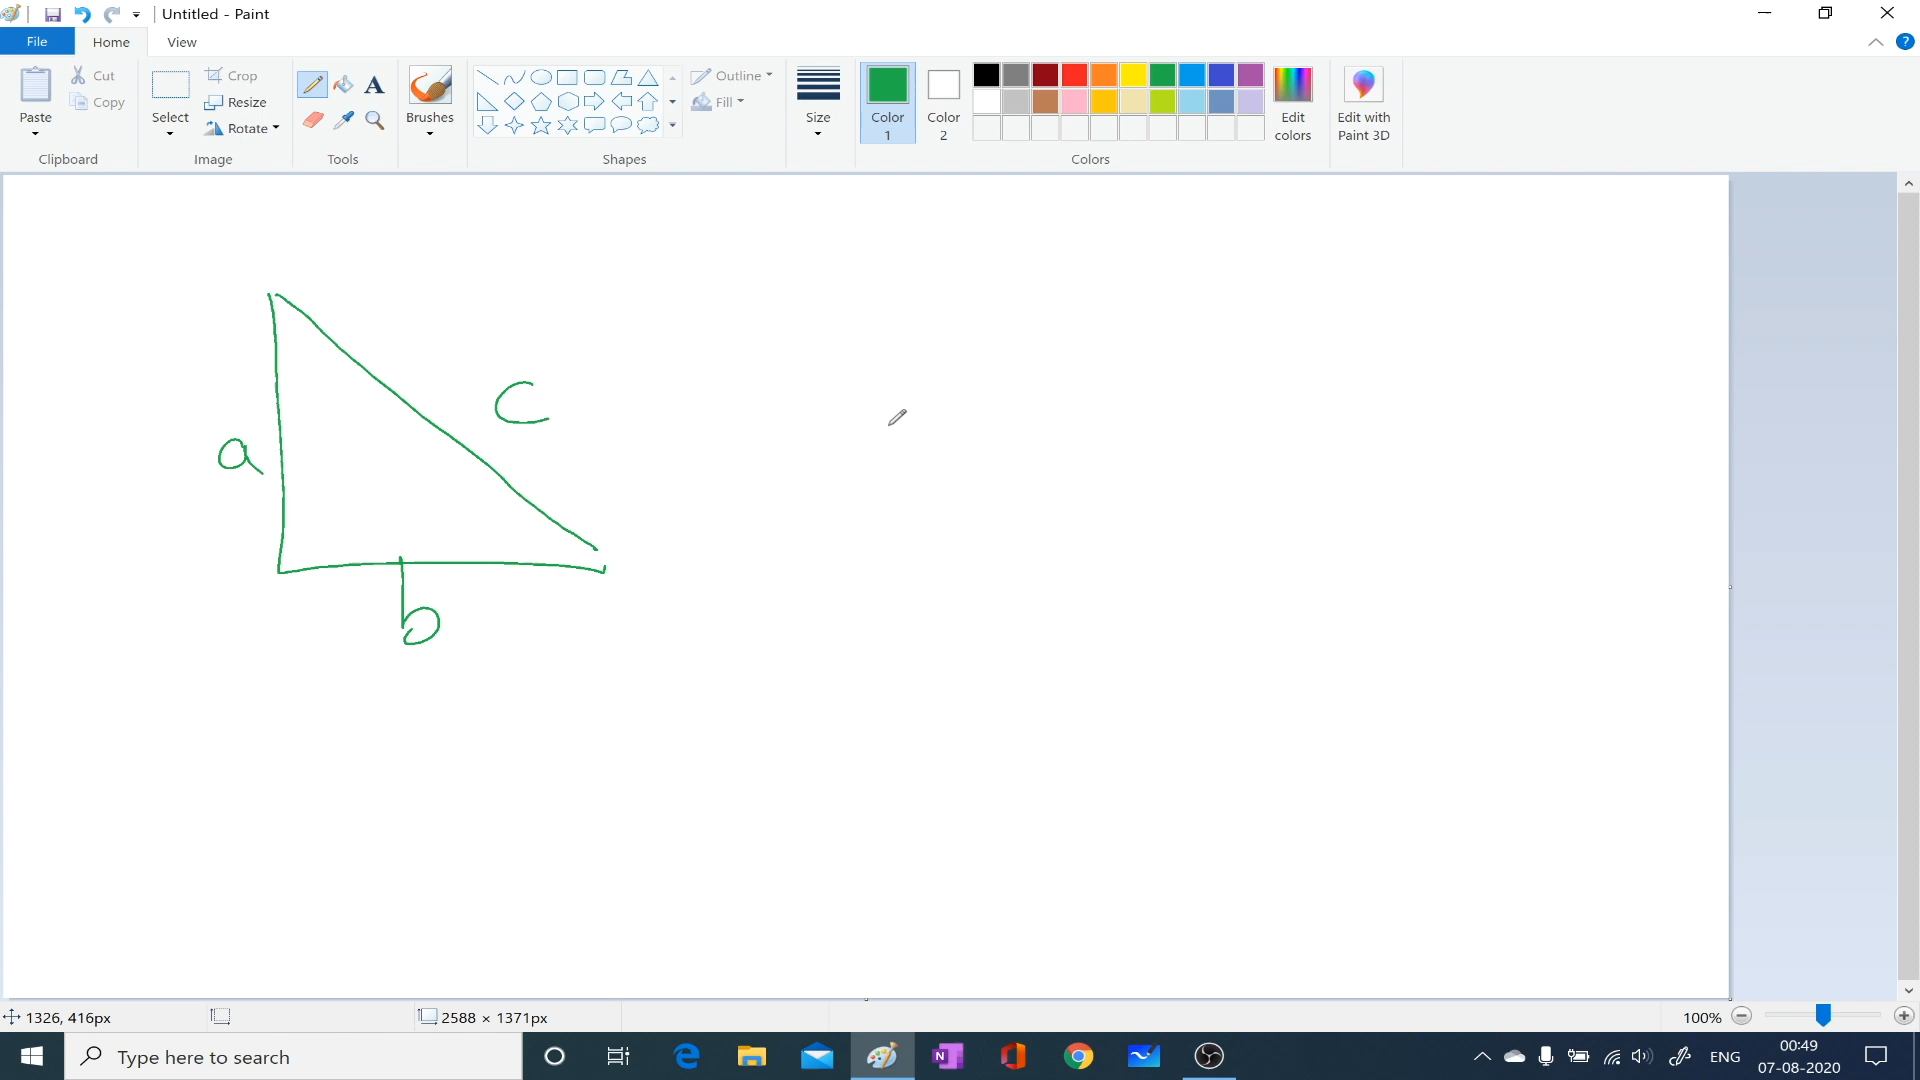 Untitled - Paint
File Home View
Paste
Cut
Copy
Clipboard
Select
Crop
Resize
Rotate
Image
A
Tools
Brushes
Shapes
Outline
Fill
Size
Color 1
Color 2
Colors
Edit colors
Edit with Paint 3D
?
c
a
b
1326, 416px
2588 × 1371px
100%
Type here to search
ENG
00:49
07-08-2020